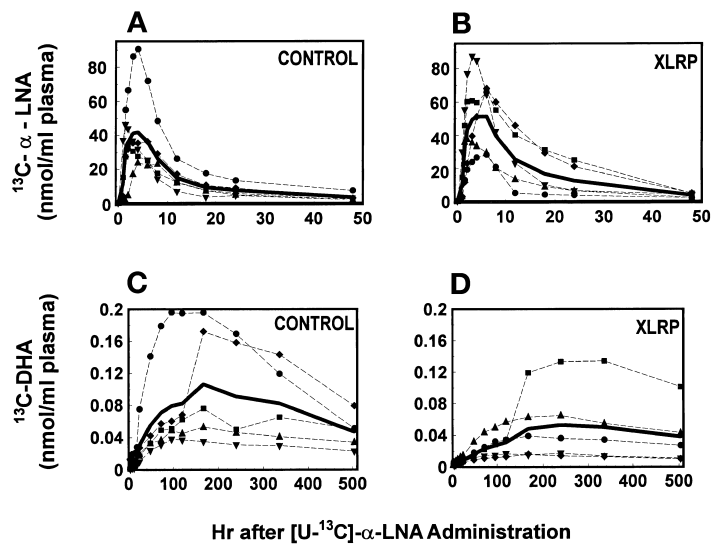 A
B
CONTROL
XLRP
¹³C- α - LNA
(nmol/ml plasma)
80
60
40
20
0
0 10 20 30 40 50
80
60
40
20
0
0 10 20 30 40 50
C
D
CONTROL
XLRP
¹³C-DHA
(nmol/ml plasma)
0.2
0.16
0.12
0.08
0.04
0
0 100 200 300 400 500
0.2
0.16
0.12
0.08
0.04
0
0 100 200 300 400 500
Hr after [U-¹³C]-α-LNA Administration